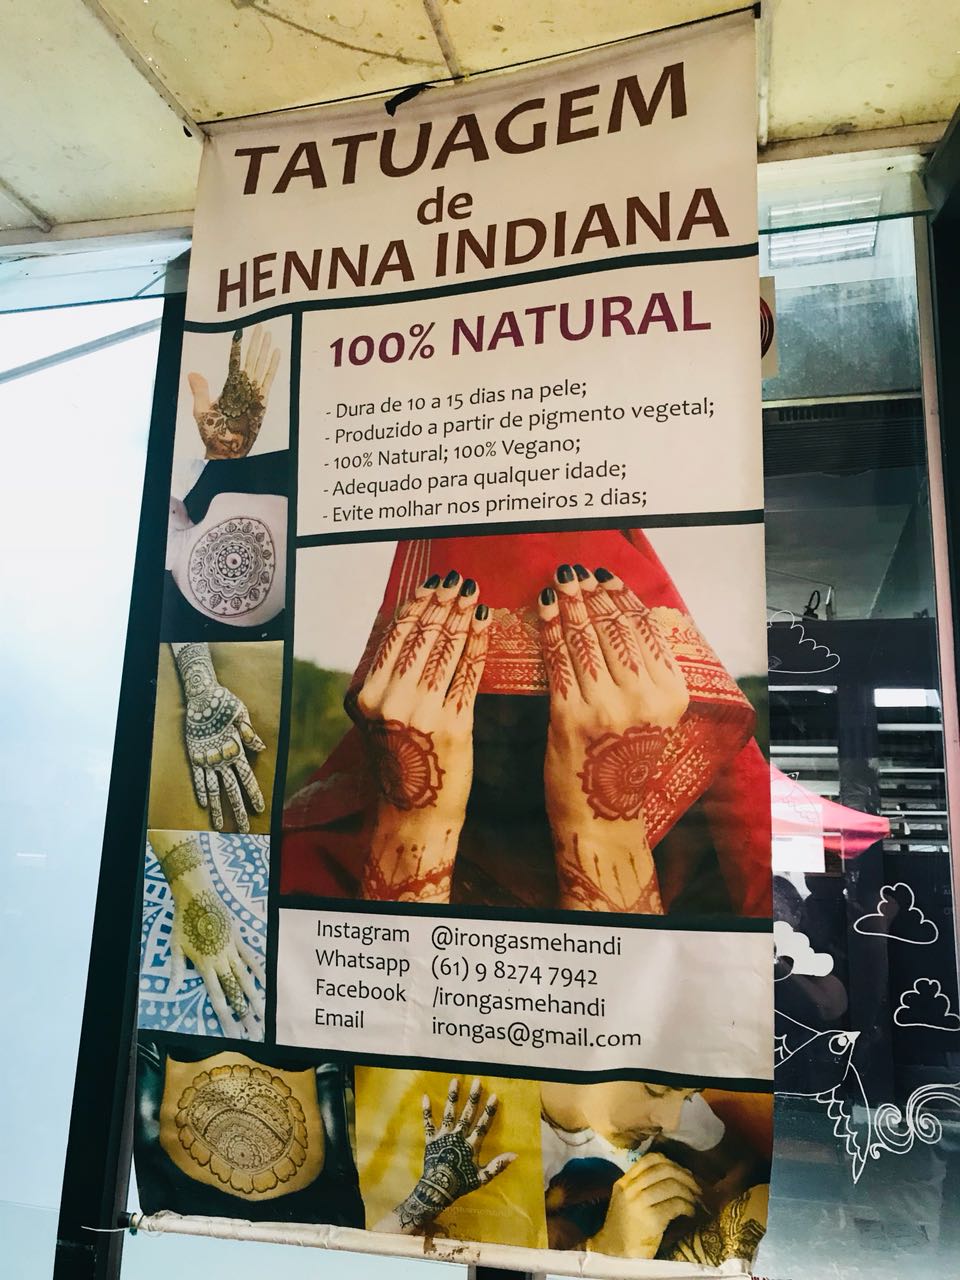 TATUAGEM
de
HENNA INDIANA
100% NATURAL
- Dura de 10 a 15 dias na pele;
- Produzido a partir de pigmento vegetal;
- 100% Natural; 100% Vegano;
- Adequado para qualquer idade;
- Evite molhar nos primeiros 2 dias;
Instagram @irongasmehandi
Whatsapp (61) 9 8274 7942
Facebook /irongasmehandi
Email irongas@gmail.com